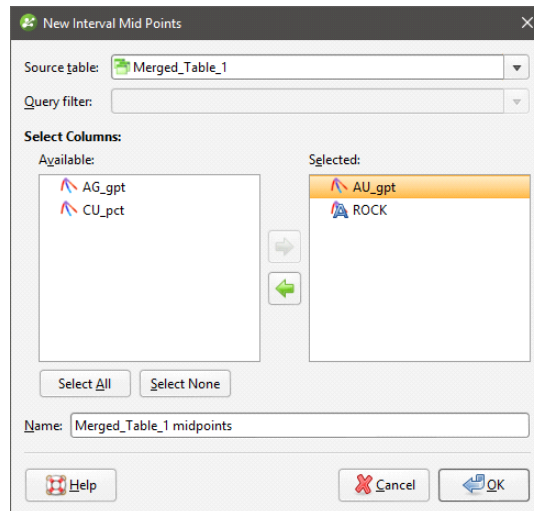 New Interval Mid Points
Source table: Merged_Table_1
Query filter:
Select Columns:
Available: Selected:
AG_gpt AU_gpt
CU_pct ROCK
Select All Select None
Name: Merged_Table_1 midpoints
Help Cancel OK